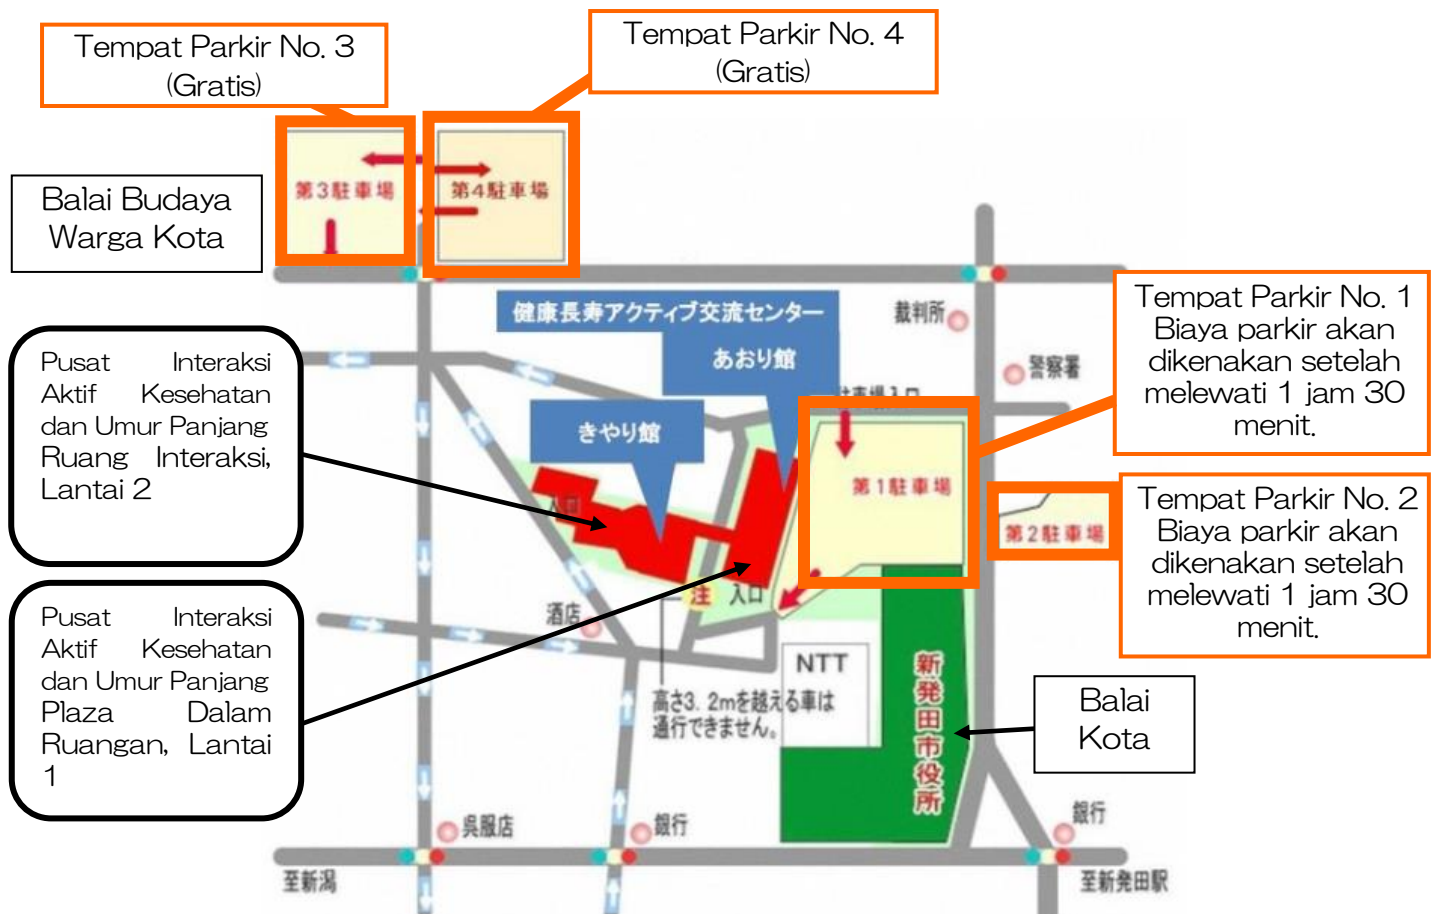 Tempat Parkir No. 3
(Gratis)
Tempat Parkir No. 4
(Gratis)
第3駐車場
第4駐車場
Balai Budaya
Warga Kota
健康長寿アクティブ交流センター
あおり館
きやり館
裁判所
警察署
Tempat Parkir No. 1
Biaya parkir akan
dikenakan setelah
melewati 1 jam 30
menit.
Pusat Interaksi
Aktif Kesehatan
dan Umur Panjang
Ruang Interaksi,
Lantai 2
入口
第1駐車場
第2駐車場
Tempat Parkir No. 2
Biaya parkir akan
dikenakan setelah
melewati 1 jam 30
menit.
注
入口
酒店
Pusat Interaksi
Aktif Kesehatan
dan Umur Panjang
Plaza Dalam
Ruangan, Lantai
1
NTT
新発田市役所
高さ3.2mを越える車は
通行できません。
Balai
Kota
呉服店
銀行
銀行
至新潟
至新発田駅